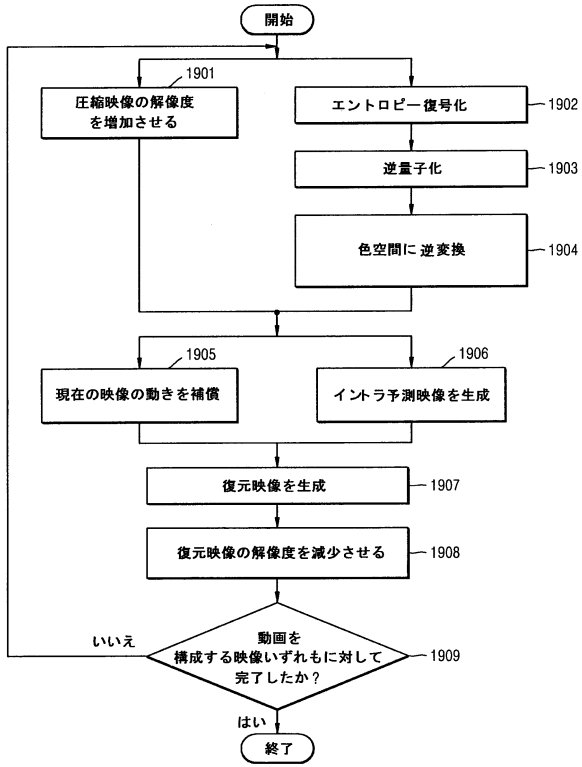 開始
1901
圧縮映像の解像度
を増加させる
エントロピー復号化
1902
逆量子化
1903
色空間に逆変換
1904
1905
現在の映像の動きを補償
1906
イントラ予測映像を生成
復元映像を生成
1907
復元映像の解像度を減少させる
1908
いいえ
動画を
構成する映像いずれもに対して
完了したか?
1909
はい
終了